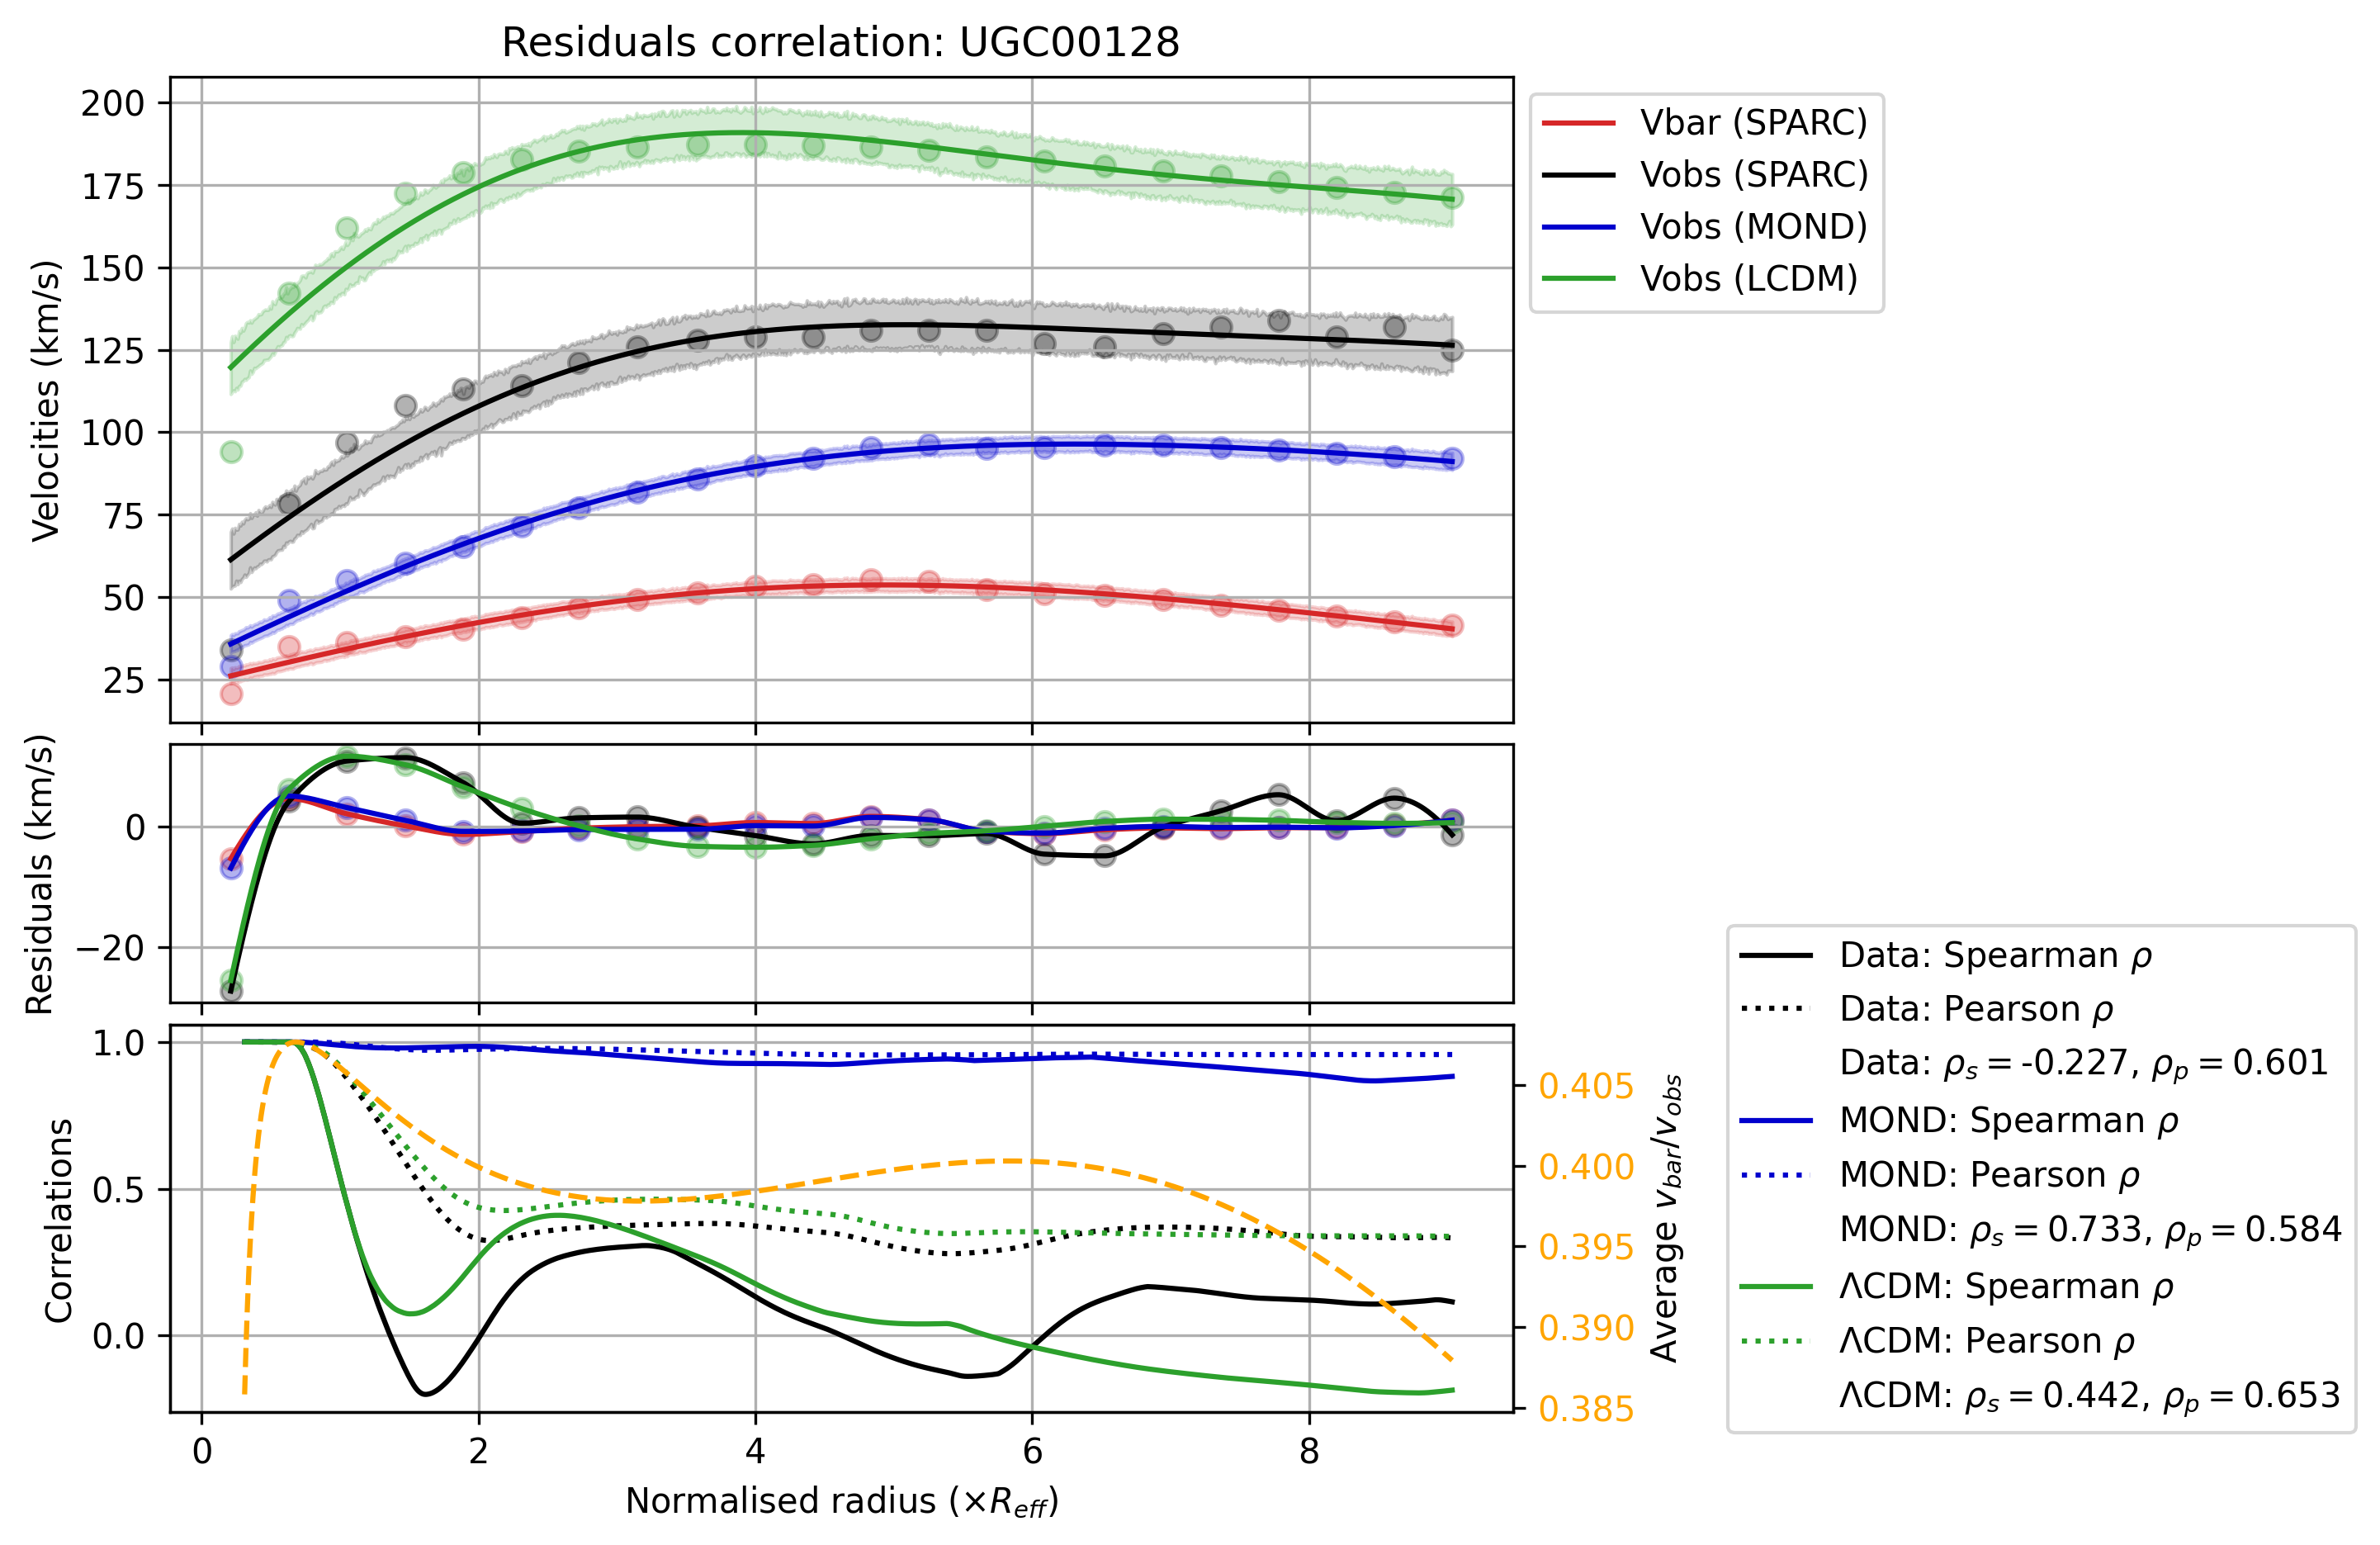 Residuals correlation: UGC00128
200
175
150
125
100
75
50
25
Velocities (km/s)
Vbar (SPARC)
Vobs (SPARC)
Vobs (MOND)
Vobs (LCDM)
0
−20
Residuals (km/s)
1.0
0.5
0.0
Correlations
0.405
0.400
0.395
0.390
0.385
Average v_bar/v_obs
0 2 4 6 8
Normalised radius (×R_eff)
Data: Spearman ρ
Data: Pearson ρ
Data: ρ_s = -0.227, ρ_p = 0.601
MOND: Spearman ρ
MOND: Pearson ρ
MOND: ρ_s = 0.733, ρ_p = 0.584
ΛCDM: Spearman ρ
ΛCDM: Pearson ρ
ΛCDM: ρ_s = 0.442, ρ_p = 0.653